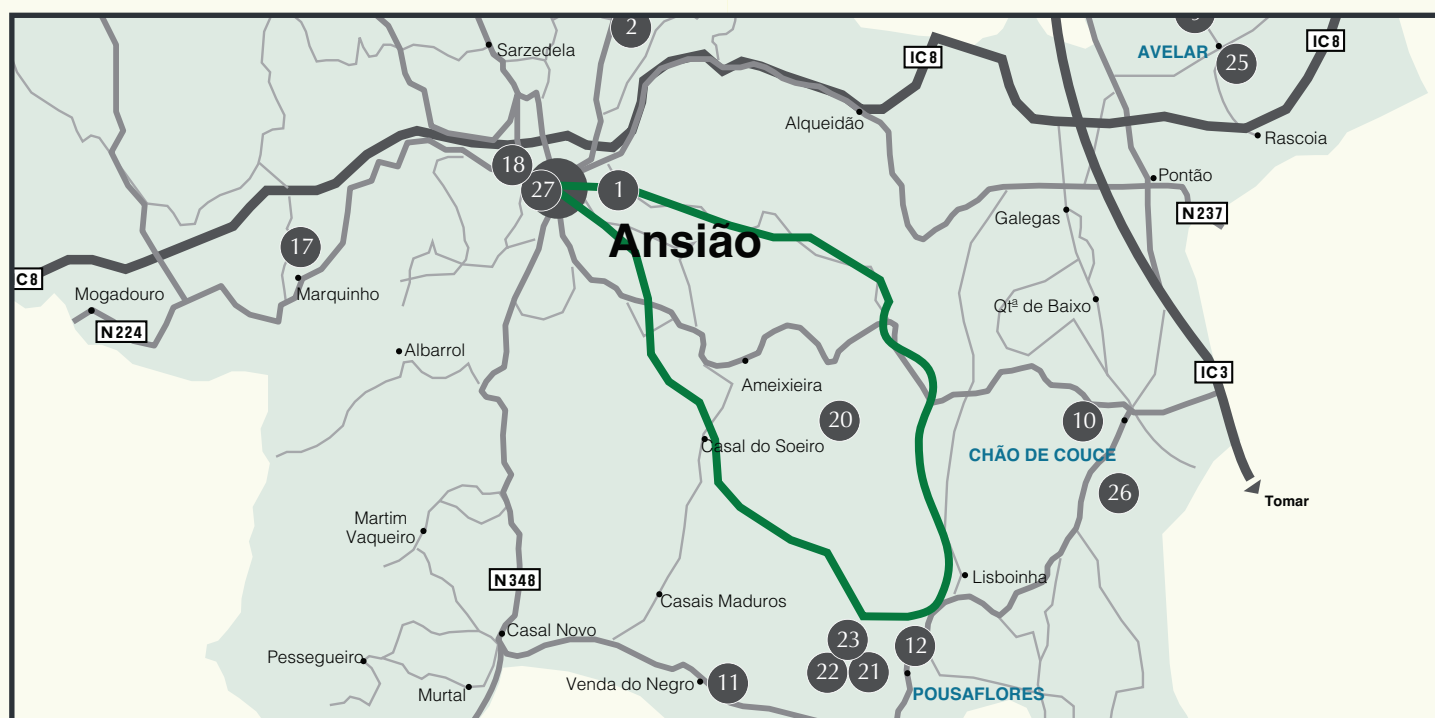 2
Sarzedela
IC8
AVELAR
25
IC8
Alqueidão
Rascoia
18
27
1
Pontão
N237
Galegas
17
Ansião
C8
Mogadouro
Marquinho
N224
Qtª de Baixo
Albarrol
Ameixieira
IC3
20
10
Casal do Soeiro
CHÃO DE COUCE
26
Tomar
Martim
Vaqueiro
N348
Lisboinha
Casais Maduros
Casal Novo
23
12
Pessegueiro
22
21
Murtal
Venda do Negro
11
POUSAFLORES